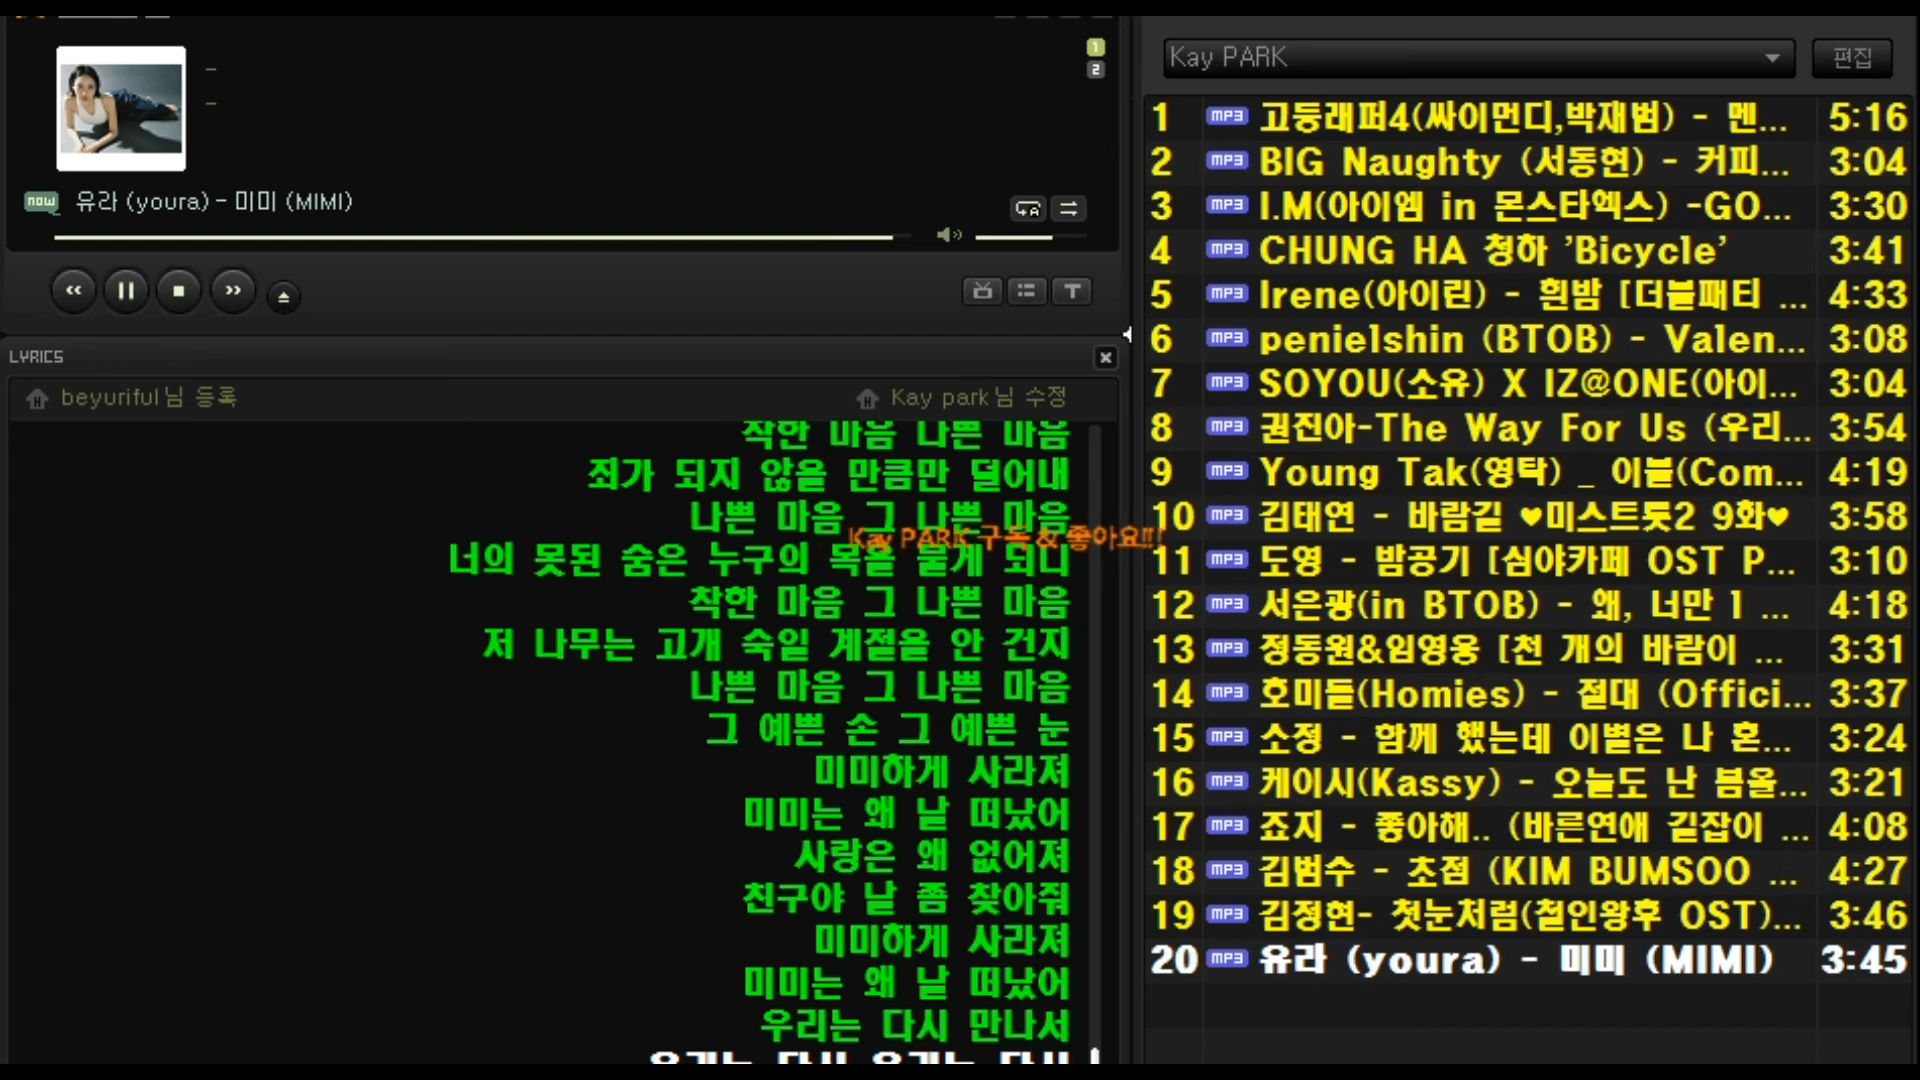 1
2
now 유라 (youra) - 미미 (MIMI)
LYRICS
beyuriful님 등록
Kay park님 수정
착한 마음 나쁜 마음
죄가 되지 않을 만큼만 덜어내
나쁜 마음 그 나쁜 마음
Kay PARK 구독 & 좋아요!!!
너의 못된 숨은 누구의 목을 물게 되니
착한 마음 그 나쁜 마음
저 나무는 고개 숙일 계절을 안 건지
나쁜 마음 그 나쁜 마음
그 예쁜 손 그 예쁜 눈
미미하게 사라져
미미는 왜 날 떠났어
사랑은 왜 없어져
친구야 날 좀 찾아줘
미미하게 사라져
미미는 왜 날 떠났어
우리는 다시 만나서
Kay PARK
편집
1 MP3 고등래퍼4(싸이먼디,박재범) - 멘... 5:16
2 MP3 BIG Naughty (서동현) - 커피... 3:04
3 MP3 I.M(아이엠 in 몬스타엑스) -GO... 3:30
4 MP3 CHUNG HA 청하 'Bicycle' 3:41
5 MP3 Irene(아이린) - 흰밤 [더블패티 ... 4:33
6 MP3 penielshin (BTOB) - Valen... 3:08
7 MP3 SOYOU(소유) X IZ@ONE(아이... 3:04
8 MP3 권진아-The Way For Us (우리... 3:54
9 MP3 Young Tak(영탁) _ 이불(Com... 4:19
10 MP3 김태연 - 바람길 ♥미스트롯2 9화♥ 3:58
11 MP3 도영 - 밤공기 [심야카페 OST P... 3:10
12 MP3 서은광(in BTOB) - 왜, 너만 l ... 4:18
13 MP3 정동원&임영웅 [천 개의 바람이 ... 3:31
14 MP3 호미들(Homies) - 절대 (Offici... 3:37
15 MP3 소정 - 함께 했는데 이별은 나 혼... 3:24
16 MP3 케이시(Kassy) - 오늘도 난 봄을... 3:21
17 MP3 죠지 - 좋아해.. (바른연애 길잡이 ... 4:08
18 MP3 김범수 - 초점 (KIM BUMSOO ... 4:27
19 MP3 김정현- 첫눈처럼(철인왕후 OST)... 3:46
20 MP3 유라 (youra) - 미미 (MIMI) 3:45